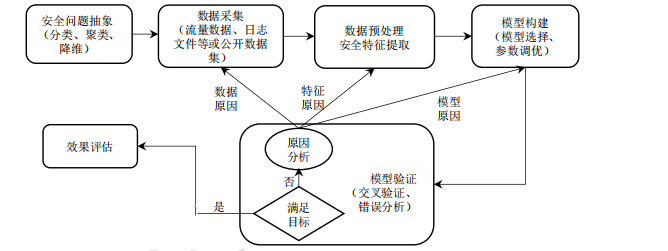 安全问题抽象
（分类、聚类、
降维）
数据采集
（流量数据、日志
文件等或公开数据
集）
数据预处理
安全特征提取
模型构建
（模型选择、
参数调优）
数据
原因
特征
原因
模型
原因
效果评估
原因
分析
模型验证
（交叉验证、
错误分析）
否
是
满足
目标